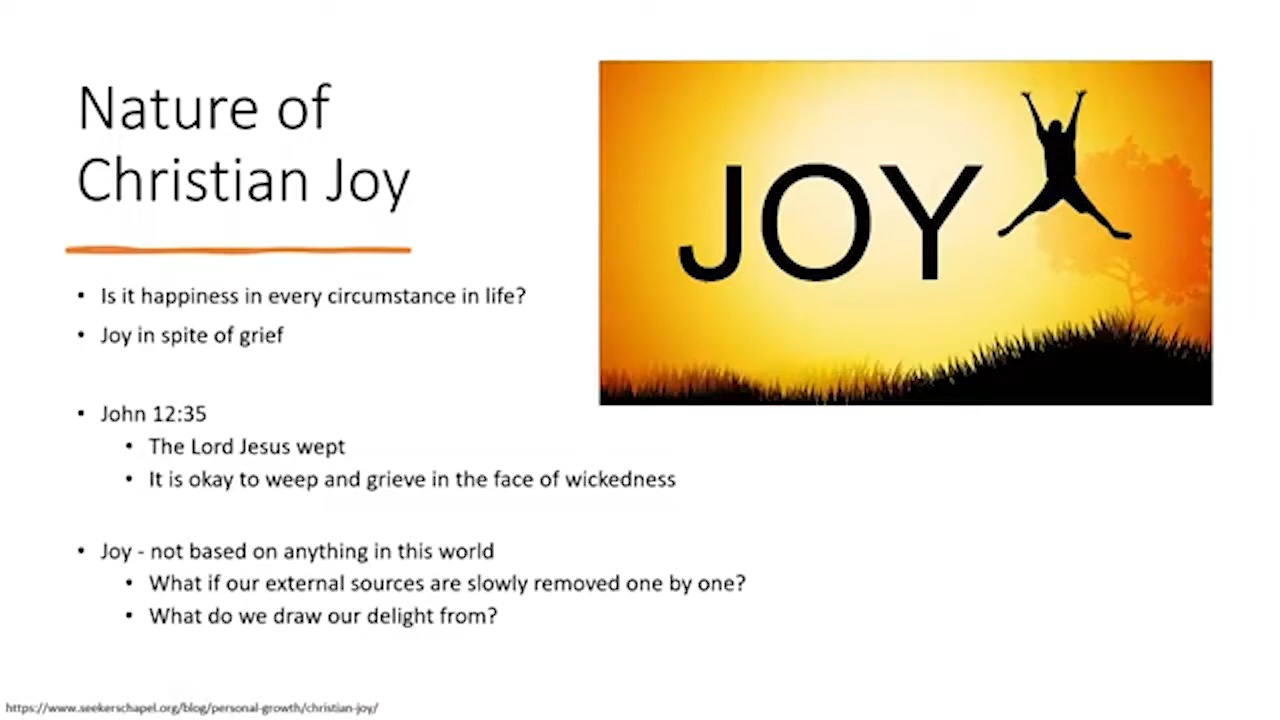 Nature of
Christian Joy
JOY
• Is it happiness in every circumstance in life?
• Joy in spite of grief
• John 12:35
• The Lord Jesus wept
• It is okay to weep and grieve in the face of wickedness
• Joy - not based on anything in this world
• What if our external sources are slowly removed one by one?
• What do we draw our delight from?
https://www.seekerschapel.org/blog/personal-growth/christian-joy/